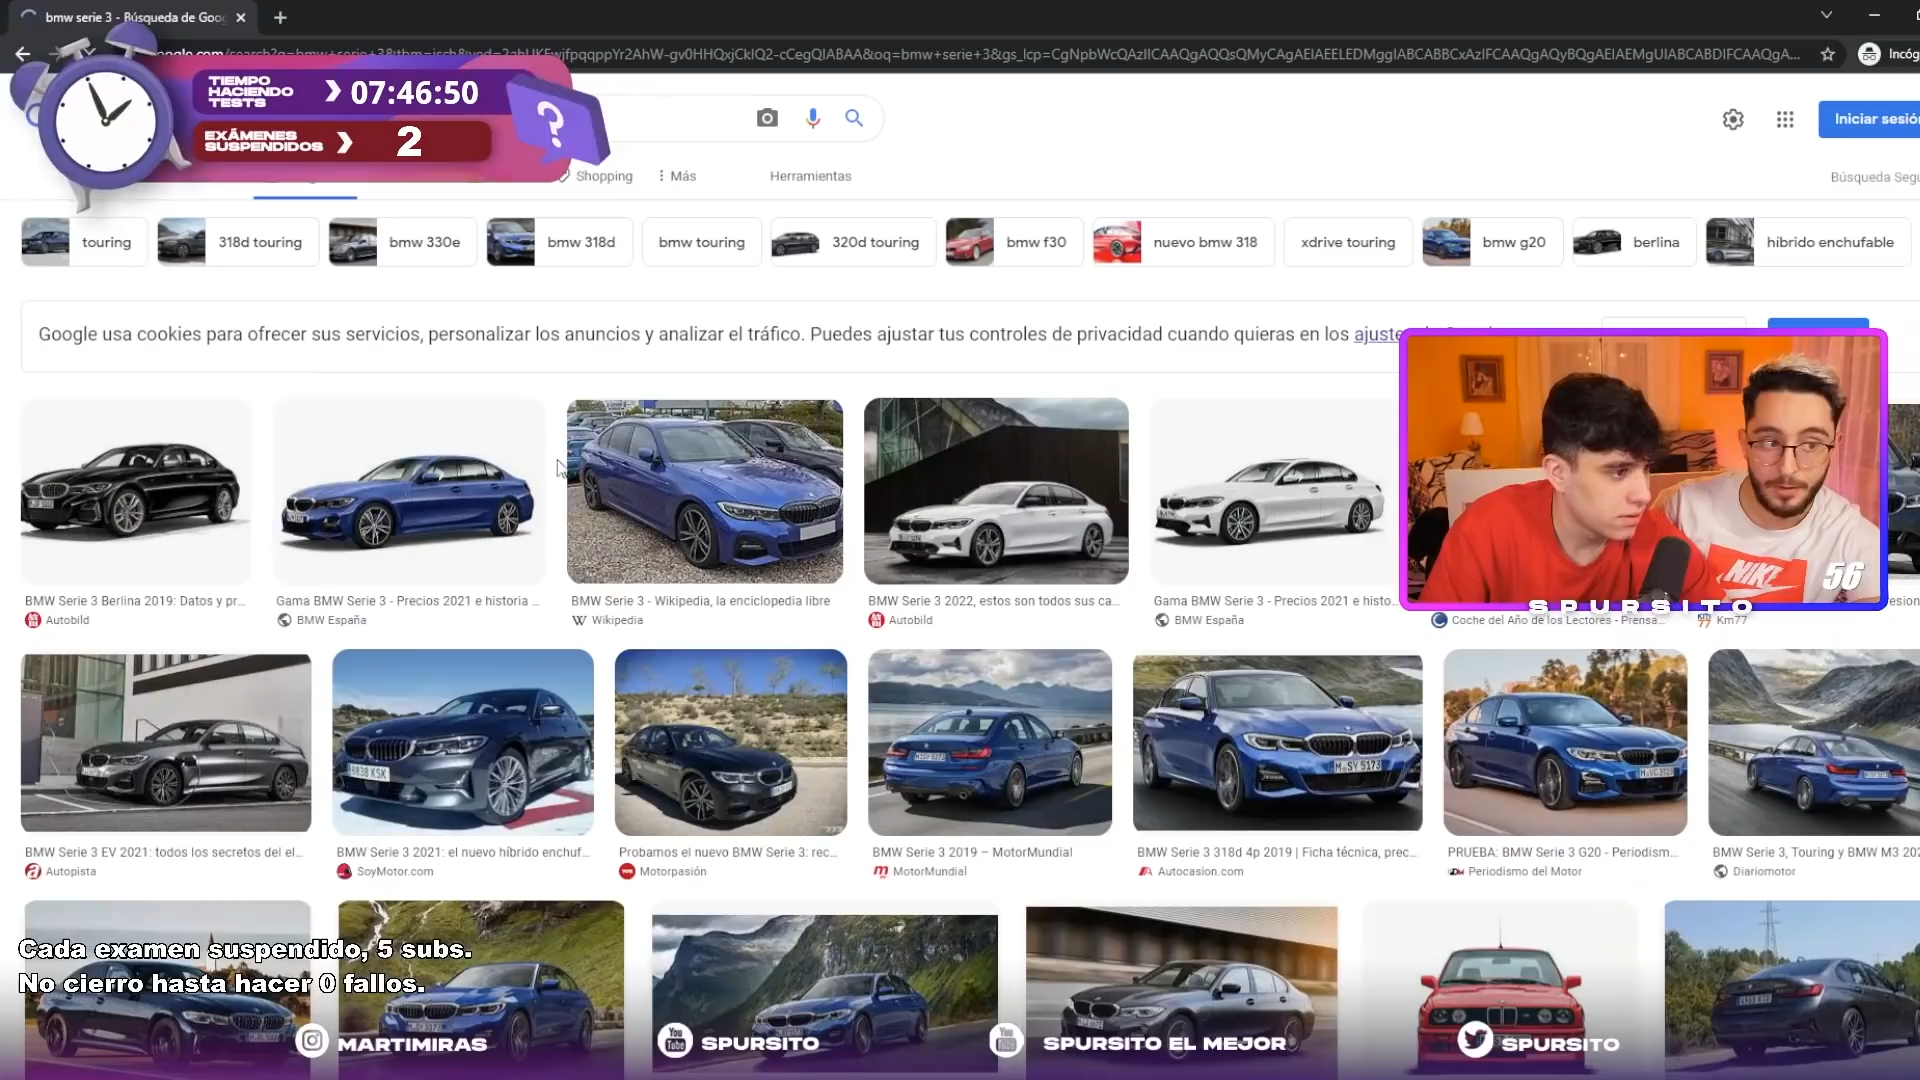 bmw serie 3 - Búsqueda de Goog
TIEMPO
HACIENDO
TESTS
07:46:50
EXÁMENES
SUSPENDIDOS
2
?
Incóg
Iniciar sesió
Shopping
Más
Herramientas
Búsqueda Segu
touring
318d touring
bmw 330e
bmw 318d
bmw touring
320d touring
bmw f30
nuevo bmw 318
xdrive touring
bmw g20
berlina
hibrido enchufable
Google usa cookies para ofrecer sus servicios, personalizar los anuncios y analizar el tráfico. Puedes ajustar tus controles de privacidad cuando quieras en los ajuste
NIKE
56
SPURSITO
BMW Serie 3 Berlina 2019: Datos y pr...
Autobild
Gama BMW Serie 3 - Precios 2021 e historia ...
BMW España
BMW Serie 3 - Wikipedia, la enciclopedia libre
Wikipedia
BMW Serie 3 2022, estos son todos sus ca...
Autobild
Gama BMW Serie 3 - Precios 2021 e histo...
BMW España
Coche del Año de los Lectores - Prensa...
Km77
BMW Serie 3 EV 2021: todos los secretos del el...
Autopista
BMW Serie 3 2021: el nuevo híbrido enchuf...
SoyMotor.com
Probamos el nuevo BMW Serie 3: rec...
Motorpasión
BMW Serie 3 2019 – MotorMundial
MotorMundial
BMW Serie 3 318d 4p 2019 | Ficha técnica, prec...
Autocasion.com
PRUEBA: BMW Serie 3 G20 - Periodism...
Periodismo del Motor
BMW Serie 3, Touring y BMW M3 202
Diariomotor
Cada examen suspendido, 5 subs.
No cierro hasta hacer 0 fallos.
MARTIMIRAS
SPURSITO
SPURSITO EL MEJOR
SPURSITO